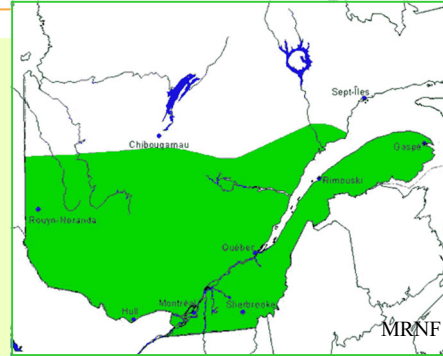 Sept-Îles
Chibougamau
Gaspé
Rimouski
Rouyn-Noranda
Québec
Montréal
Sherbrooke
Hull
MRNF